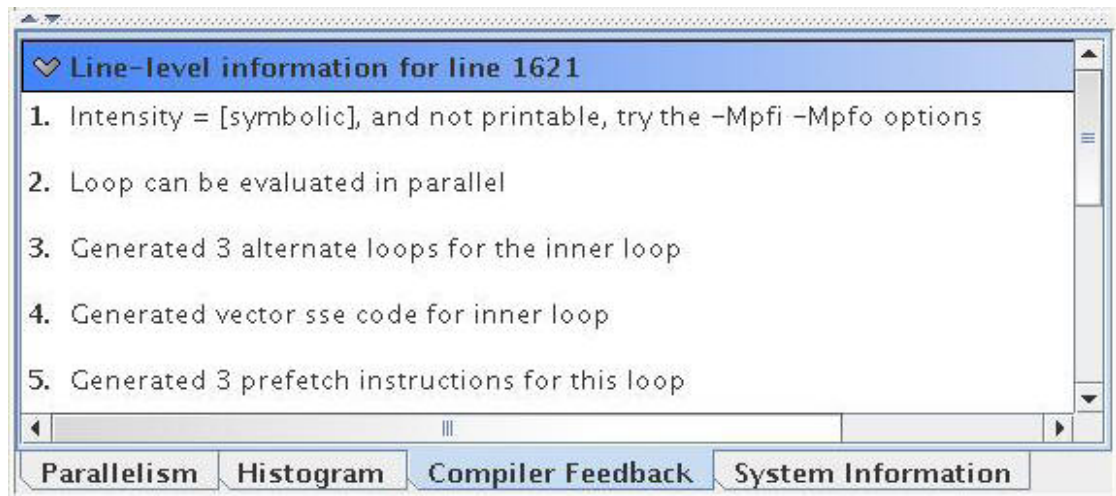 Line-level information for line 1621
1. Intensity = [symbolic], and not printable, try the -Mpfi -Mpfo options
2. Loop can be evaluated in parallel
3. Generated 3 alternate loops for the inner loop
4. Generated vector sse code for inner loop
5. Generated 3 prefetch instructions for this loop
Parallelism Histogram Compiler Feedback System Information